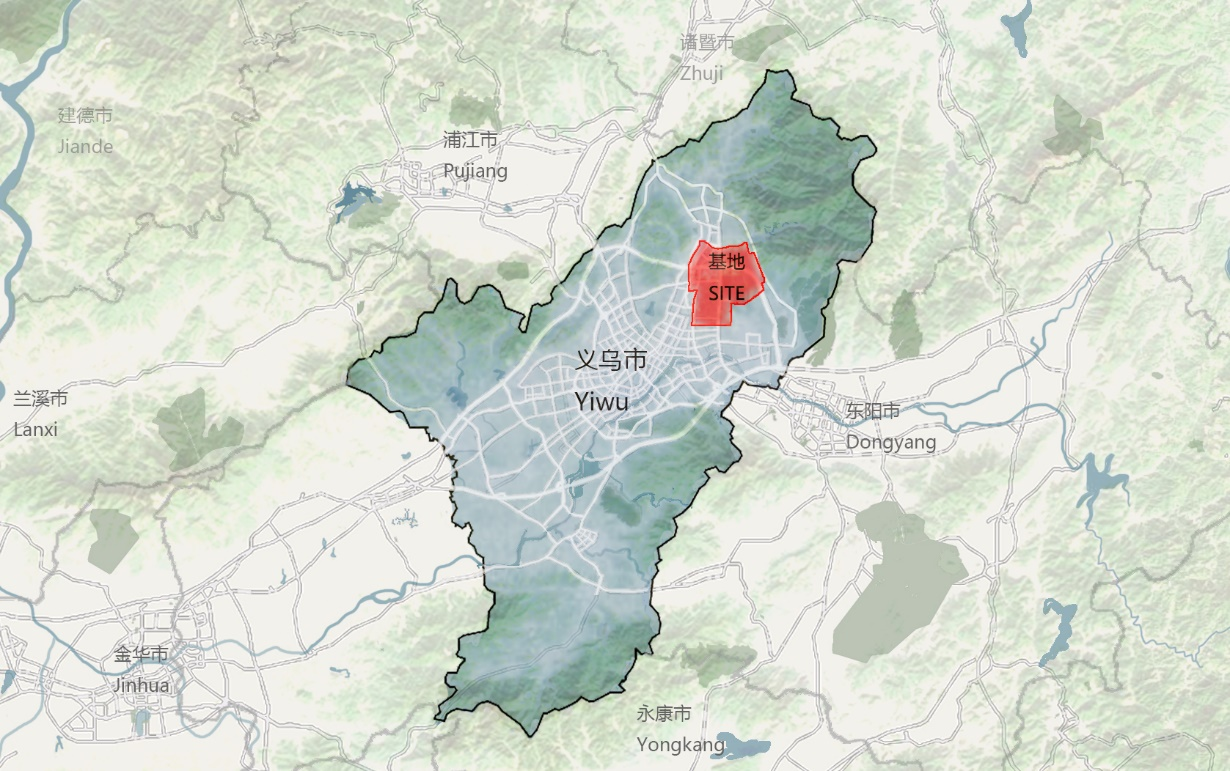 诸暨市
Zhuji
建德市
Jiande
浦江市
Pujiang
基地
SITE
义乌市
Yiwu
兰溪市
Lanxi
东阳市
Dongyang
金华市
Jinhua
永康市
Yongkang